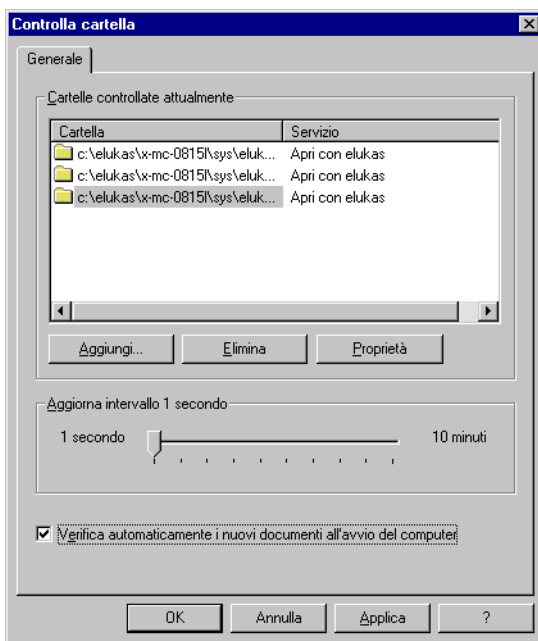 Controlla cartella
Generale
Cartelle controllate attualmente
Cartella Servizio
c:\elukas\x-mc-0815l\sys\eluk... Apri con elukas
c:\elukas\x-mc-0815l\sys\eluk... Apri con elukas
c:\elukas\x-mc-0815l\sys\eluk... Apri con elukas
Aggiungi... Elimina Proprietà
Aggiorna intervallo 1 secondo
1 secondo 10 minuti
Verifica automaticamente i nuovi documenti all'avvio del computer
OK Annulla Applica ?